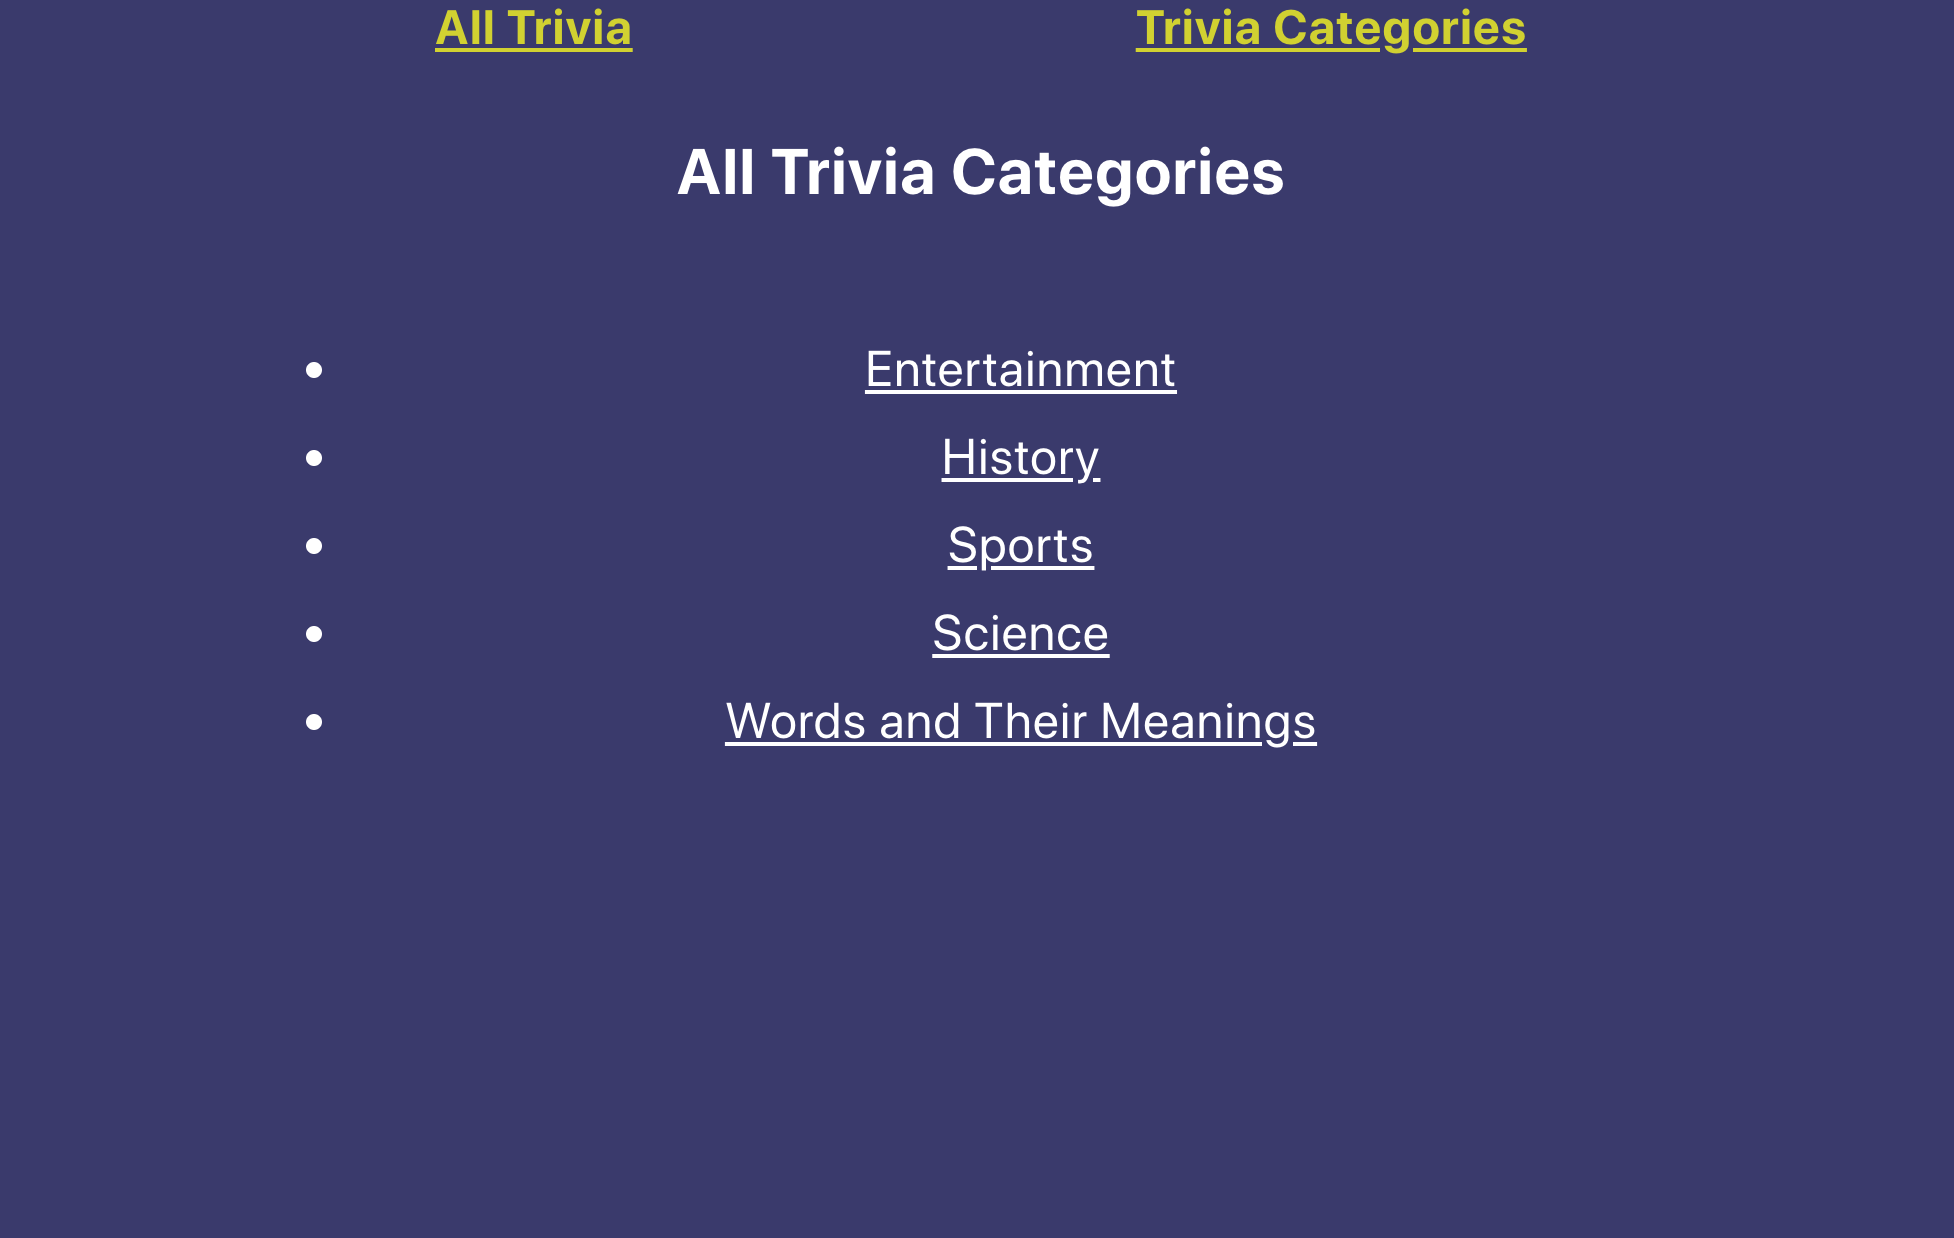 All Trivia Trivia Categories
All Trivia Categories
Entertainment
History
Sports
Science
Words and Their Meanings